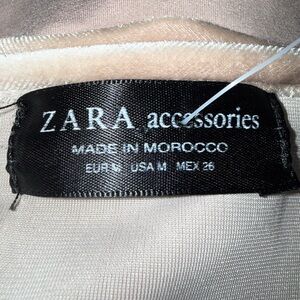 ZARA accessories
MADE IN MOROCCO
EUR M USA M MEX 26